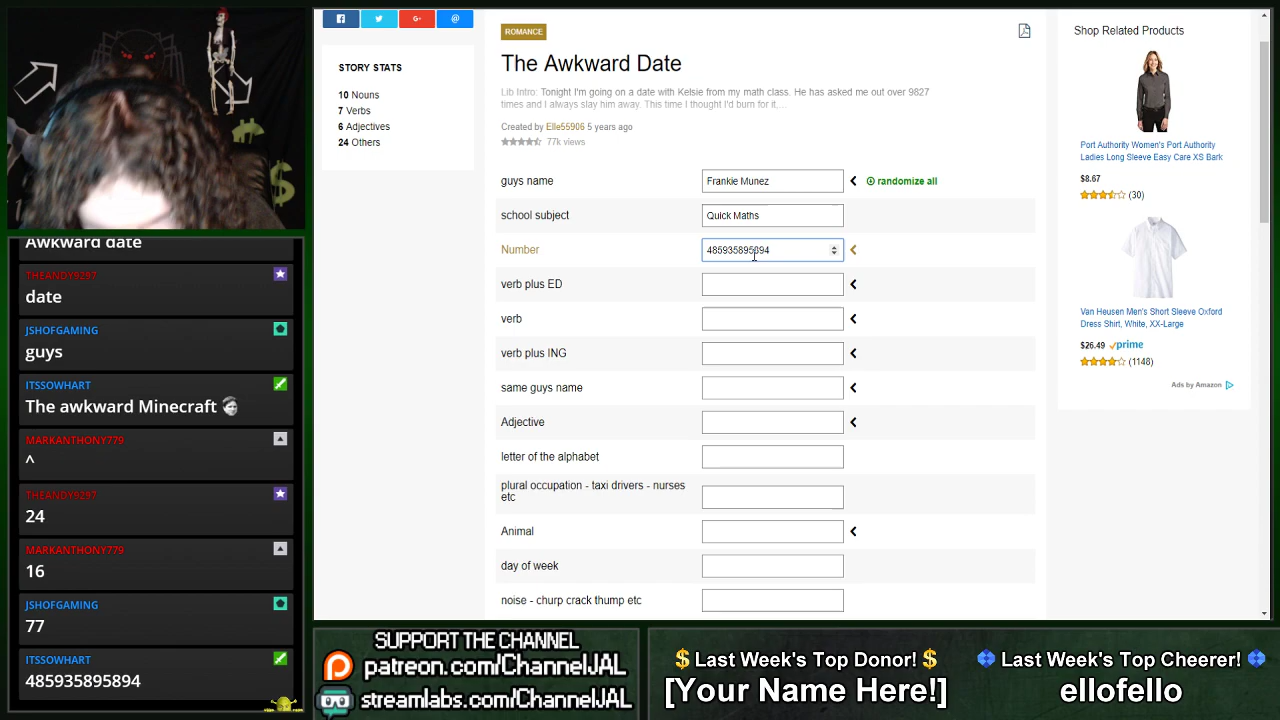 ROMANCE
The Awkward Date
Lib Intro: Tonight I'm going on a date with Kelsie from my math class. He has asked me out over 9827
times and I always slay him away. This time I thought I'd burn for it,...
Created by Elle55906 5 years ago
77k views
STORY STATS
10 Nouns
7 Verbs
6 Adjectives
24 Others
guys name
Frankie Munez
randomize all
school subject
Quick Maths
Number
485935895894
verb plus ED
verb
verb plus ING
same guys name
Adjective
letter of the alphabet
plural occupation - taxi drivers - nurses
etc
Animal
day of week
noise - churp crack thump etc
Shop Related Products
Port Authority Women's Port Authority
Ladies Long Sleeve Easy Care XS Bark
$8.67
(30)
Van Heusen Men's Short Sleeve Oxford
Dress Shirt, White, XX-Large
$26.49 prime
(1148)
Ads by Amazon
Awkward date
THEANDY9297
date
JSHOFGAMING
guys
ITSSOWHART
The awkward Minecraft
MARKANTHONY779
^
THEANDY9297
24
MARKANTHONY779
16
JSHOFGAMING
77
ITSSOWHART
485935895894
SUPPORT THE CHANNEL
patreon.com/ChannelJAL
streamlabs.com/ChannelJAL
$ Last Week's Top Donor! $
[Your Name Here!]
Last Week's Top Cheerer!
ellofello